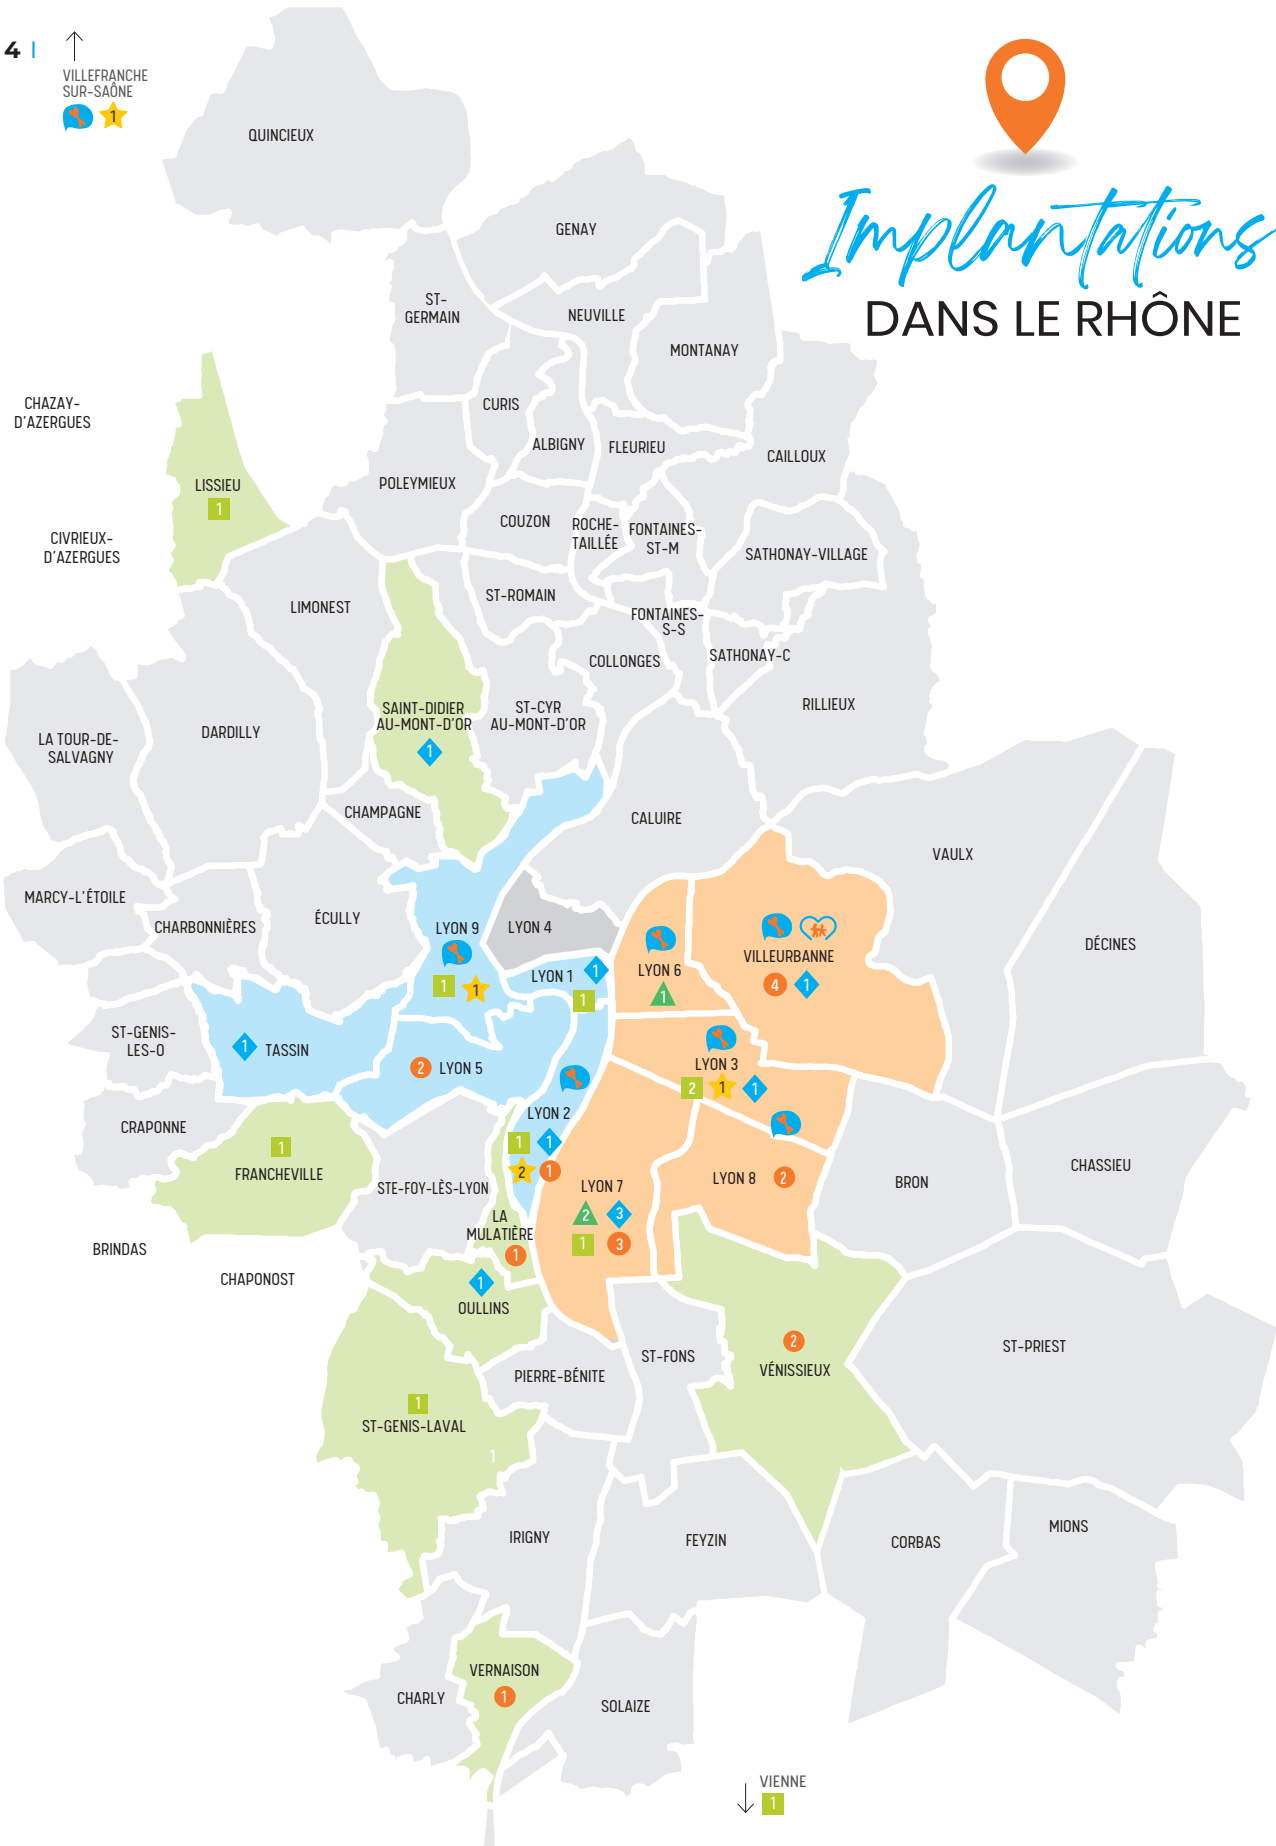 4 |
VILLEFRANCHE
SUR-SAÔNE
1
Implantations
DANS LE RHÔNE
QUINCIEUX
GENAY
ST-
GERMAIN
NEUVILLE
MONTANAY
CHAZAY-
D'AZERGUES
CURIS
ALBIGNY
FLEURIEU
CAILLOUX
LISSIEU
1
POLEYMIEUX
COUZON
ROCHE-
TAILLÉE
FONTAINES-
ST-M
SATHONAY-VILLAGE
CIVRIEUX-
D'AZERGUES
LIMONEST
ST-ROMAIN
FONTAINES-
S-S
COLLONGES
SATHONAY-C
RILLIEUX
SAINT-DIDIER
AU-MONT-D'OR
1
ST-CYR
AU-MONT-D'OR
DARDILLY
LA TOUR-DE-
SALVAGNY
CHAMPAGNE
CALUIRE
VAULX
MARCY-L'ÉTOILE
CHARBONNIÈRES
ÉCULLY
LYON 9
1
1
LYON 4
LYON 1
1
1
LYON 6
1
VILLEURBANNE
4
1
DÉCINES
ST-GENIS-
LES-O
1
TASSIN
2
LYON 5
LYON 3
2
1
1
CRAPONNE
LYON 2
1
1
2
1
1
FRANCHEVILLE
STE-FOY-LÈS-LYON
LYON 7
2
3
1
3
LYON 8
2
BRON
CHASSIEU
LA
MULATIÈRE
1
BRINDAS
CHAPONOST
1
OULLINS
ST-FONS
2
VÉNISSIEUX
ST-PRIEST
PIERRE-BÉNITE
1
ST-GENIS-LAVAL
1
IRIGNY
FEYZIN
CORBAS
MIONS
VERNAISON
1
CHARLY
SOLAIZE
VIENNE
1